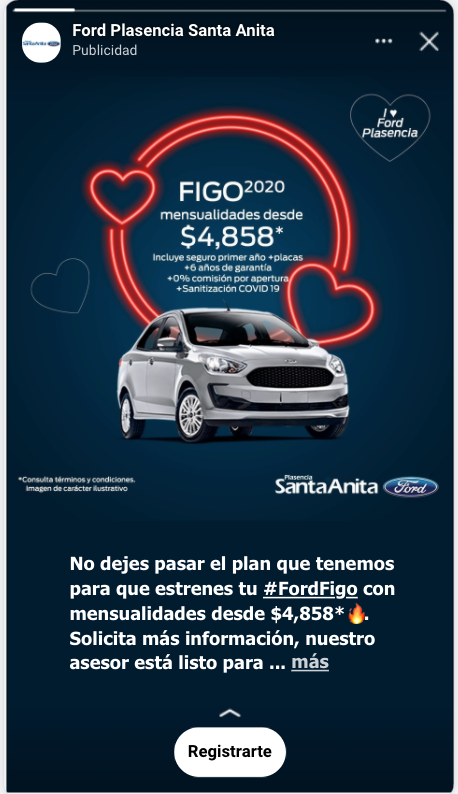 Ford Plasencia Santa Anita
Publicidad
I ♥
Ford
Plasencia
FIGO2020
mensualidades desde
$4,858*
Incluye seguro primer año +placas
+6 años de garantía
+0% comisión por apertura
+Sanitización COVID 19
*Consulta términos y condiciones.
Imagen de carácter ilustrativo
Plasencia
SantaAnita Ford
No dejes pasar el plan que tenemos
para que estrenes tu #FordFigo con
mensualidades desde $4,858*🔥.
Solicita más información, nuestro
asesor está listo para ... más
Registrarte